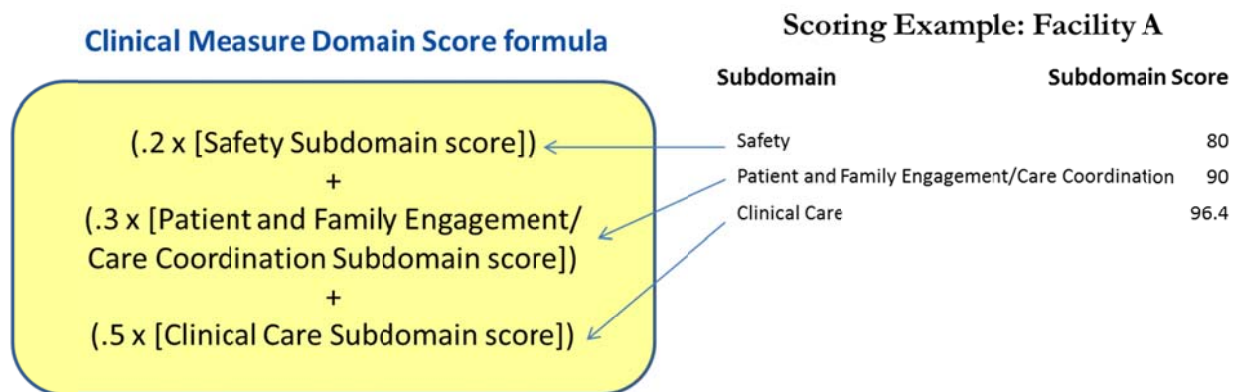 Clinical Measure Domain Score formula
(.2 x [Safety Subdomain score])
+
(.3 x [Patient and Family Engagement/
Care Coordination Subdomain score])
+
(.5 x [Clinical Care Subdomain score])
Scoring Example: Facility A
Subdomain Subdomain Score
Safety 80
Patient and Family Engagement/Care Coordination 90
Clinical Care 96.4